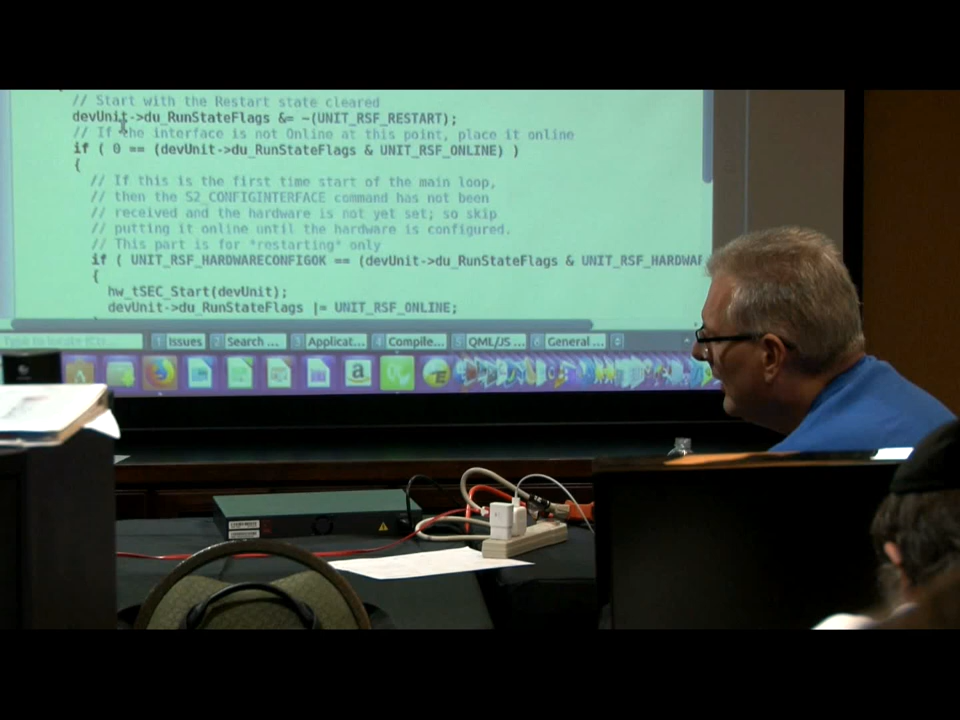 // Start with the Restart state cleared
devUnit->du_RunStateFlags &= ~(UNIT_RSF_RESTART);
// If the interface is not Online at this point, place it online
if ( 0 == (devUnit->du_RunStateFlags & UNIT_RSF_ONLINE) )
{
// If this is the first time start of the main loop,
// then the S2_CONFIGINTERFACE command has not been
// received and the hardware is not yet set; so skip
// putting it online until the hardware is configured.
// This part is for *restarting* only
if ( UNIT_RSF_HARDWARECONFIGOK == (devUnit->du_RunStateFlags & UNIT_RSF_HARDWAR
{
hw_tSEC_Start(devUnit);
devUnit->du_RunStateFlags |= UNIT_RSF_ONLINE;
Type to locate 1 Issues 2 Search ... 3 Applicat... 4 Compile... 5 QML/JS ... 6 General ...
a